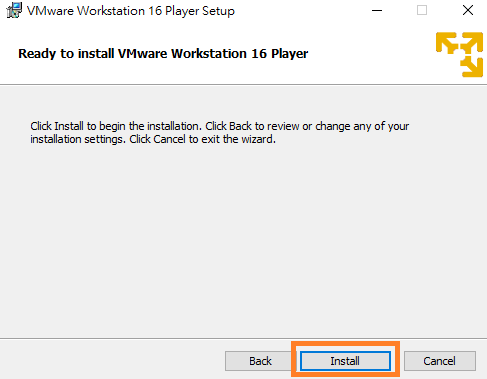 VMware Workstation 16 Player Setup
Ready to install VMware Workstation 16 Player
Click Install to begin the installation. Click Back to review or change any of your
installation settings. Click Cancel to exit the wizard.
Back Install Cancel